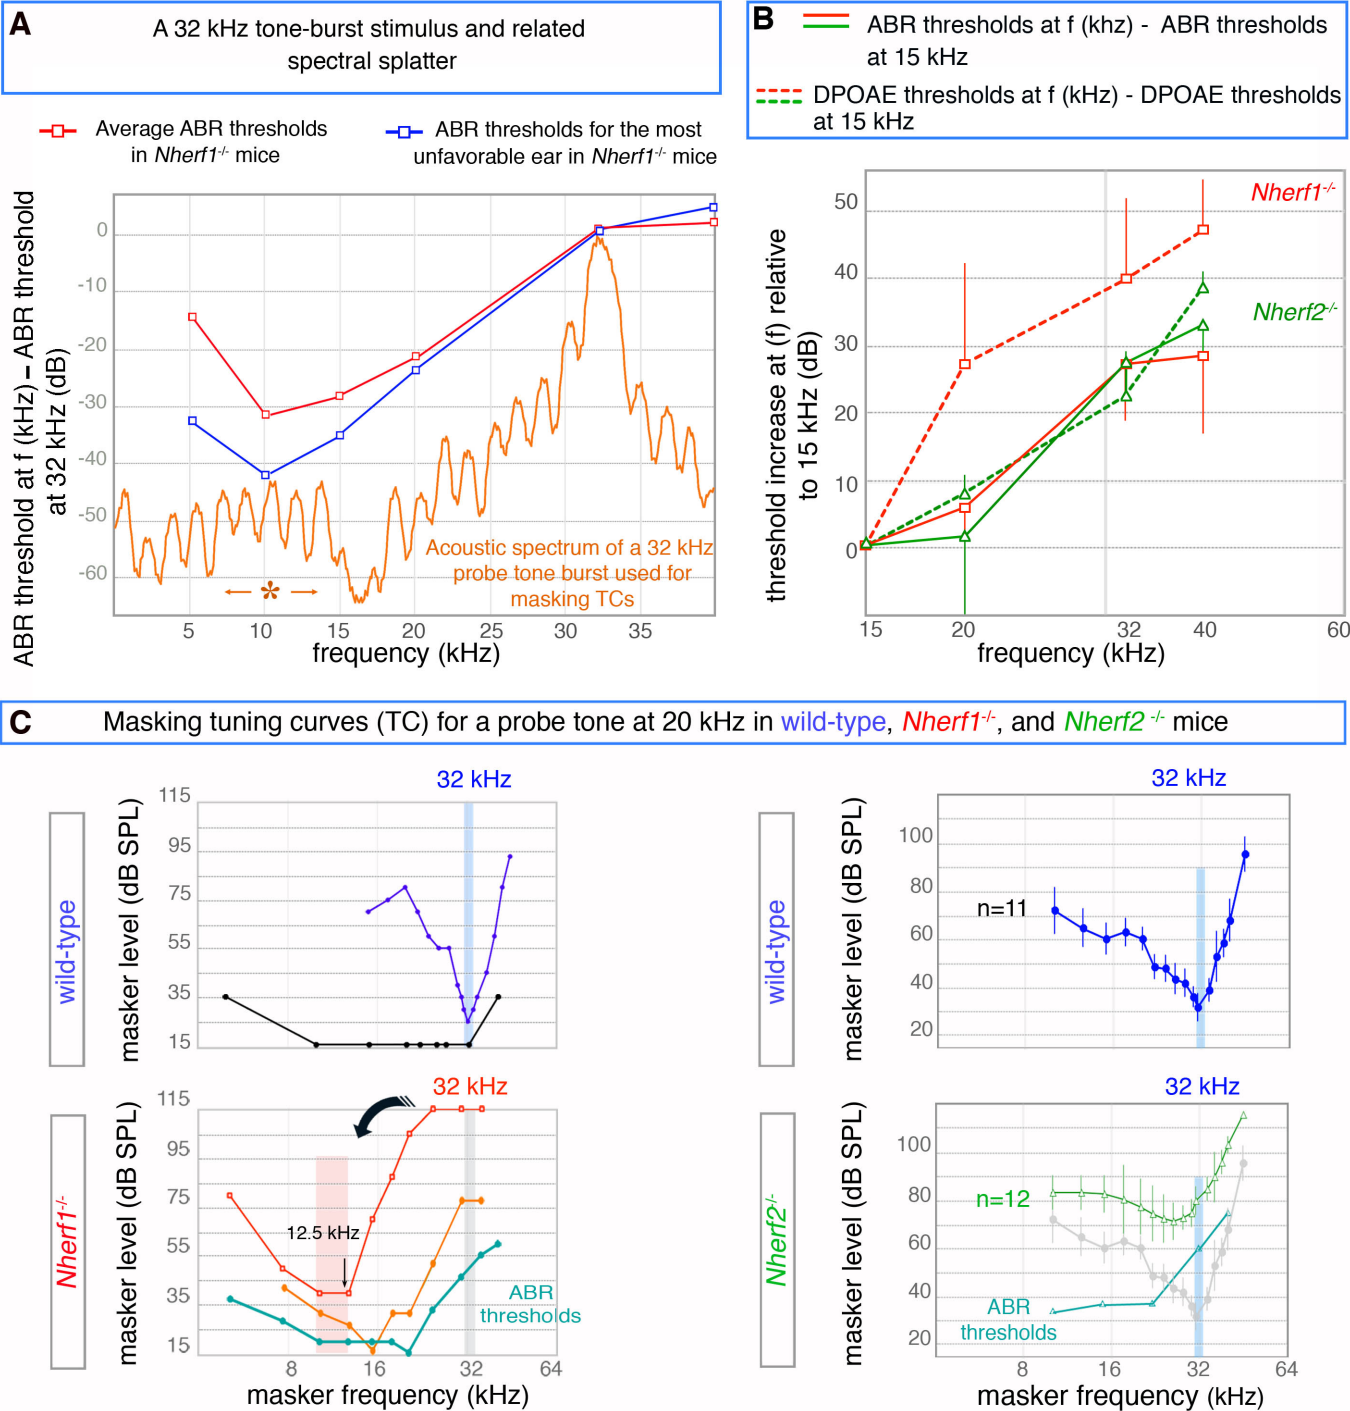 A
A 32 kHz tone-burst stimulus and related
spectral splatter
Average ABR thresholds
in Nherf1-/- mice
ABR thresholds for the most
unfavorable ear in Nherf1-/- mice
ABR threshold at f (kHz) – ABR threshold
at 32 kHz (dB)
0
-10
-20
-30
-40
-50
-60
Acoustic spectrum of a 32 kHz
probe tone burst used for
masking TCs
*
5 10 15 20 25 30 35
frequency (kHz)
B
ABR thresholds at f (khz) - ABR thresholds
at 15 kHz
DPOAE thresholds at f (kHz) - DPOAE thresholds
at 15 kHz
threshold increase at (f) relative
to 15 kHz (dB)
50
40
30
20
10
0
Nherf1-/-
Nherf2-/-
15 20 32 40 60
frequency (kHz)
C
Masking tuning curves (TC) for a probe tone at 20 kHz in wild-type, Nherf1-/-, and Nherf2 -/- mice
wild-type
masker level (dB SPL)
32 kHz
115
95
75
55
35
15
wild-type
masker level (dB SPL)
32 kHz
100
80
60
40
20
n=11
Nherf1-/-
masker level (dB SPL)
32 kHz
115
95
75
55
35
15
12.5 kHz
ABR
thresholds
8 16 32 64
masker frequency (kHz)
Nherf2-/-
masker level (dB SPL)
32 kHz
100
80
60
40
20
n=12
ABR
thresholds
8 16 32 64
masker frequency (kHz)